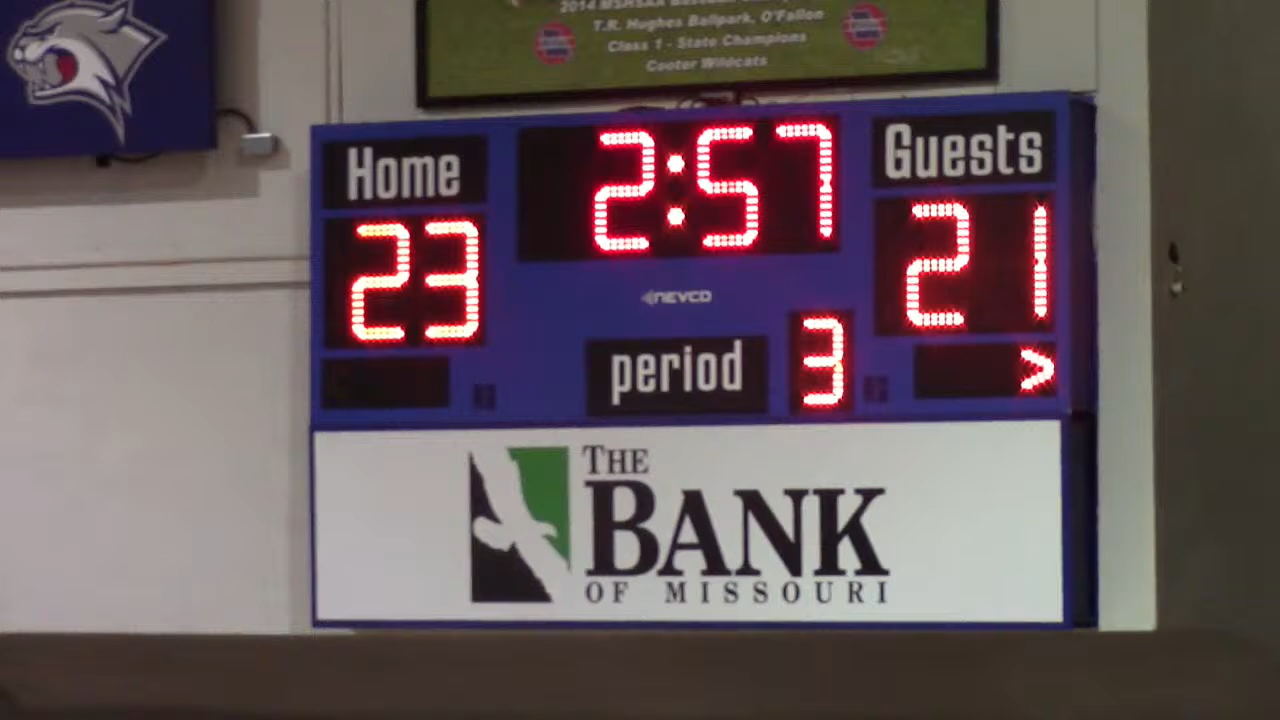 2014 MSHSAA Baseball
T.R. Hughes Ballpark, O'Fallon
Class 1 - State Champions
Cooter Wildcats
Home
2:57
Guests
23
21
NEVCO
period
3
>
THE
BANK
OF MISSOURI